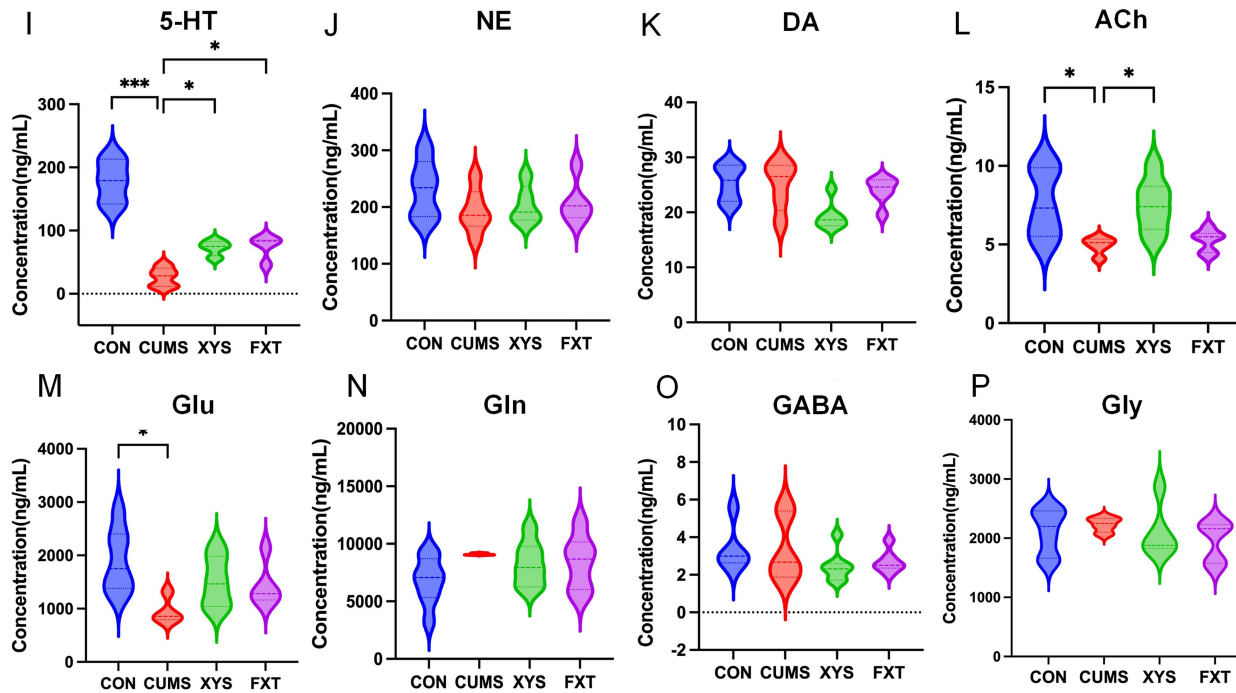 I
5-HT
*
***
*
Concentration(ng/mL)
300
200
100
0
CON CUMS XYS FXT
J
NE
Concentration(ng/mL)
400
300
200
100
0
CON CUMS XYS FXT
K
DA
Concentration(ng/mL)
40
30
20
10
0
CON CUMS XYS FXT
L
ACh
* *
Concentration(ng/mL)
15
10
5
0
CON CUMS XYS FXT
M
Glu
*
Concentration(ng/mL)
4000
3000
2000
1000
0
CON CUMS XYS FXT
N
Gln
Concentration(ng/mL)
20000
15000
10000
5000
0
CON CUMS XYS FXT
O
GABA
Concentration(ng/mL)
8
6
4
2
0
-2
CON CUMS XYS FXT
P
Gly
Concentration(ng/mL)
4000
3000
2000
1000
0
CON CUMS XYS FXT